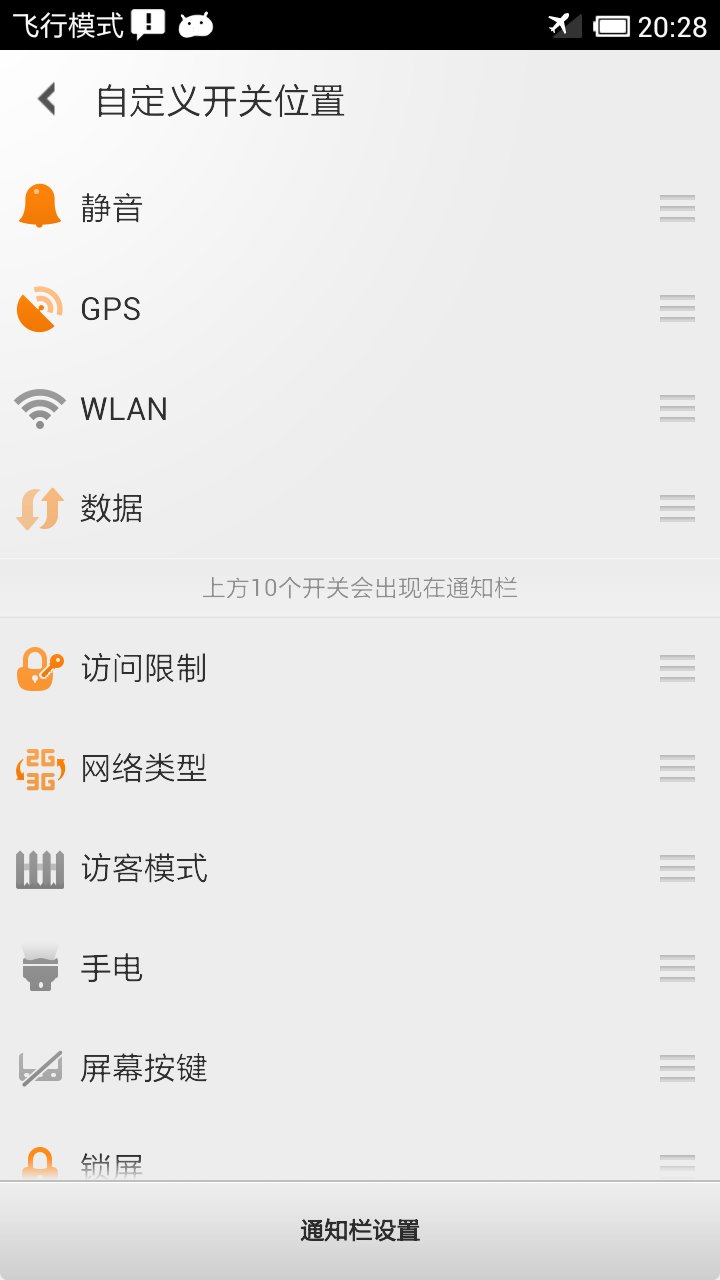 飞行模式
20:28
自定义开关位置
静音
GPS
WLAN
数据
上方10个开关会出现在通知栏
访问限制
2G
3G
网络类型
访客模式
手电
屏幕按键
锁屏
通知栏设置